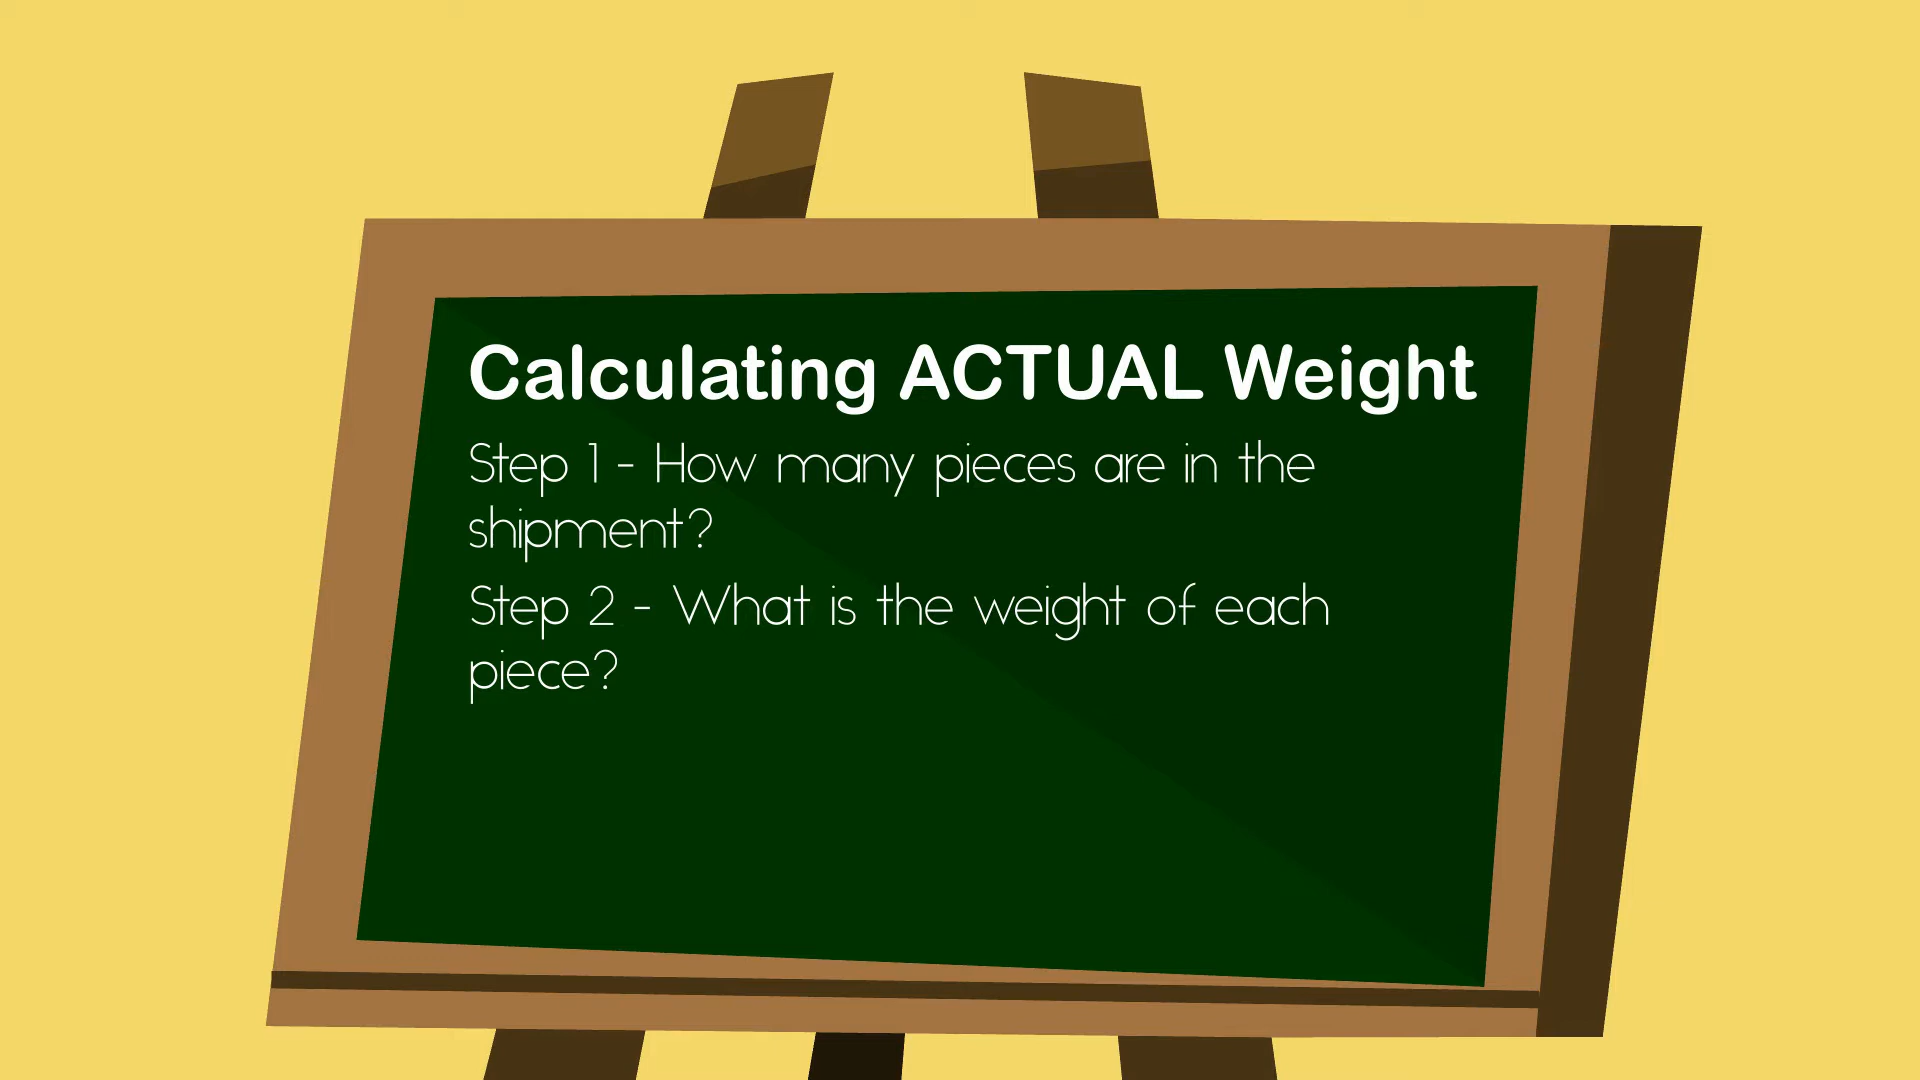 Calculating ACTUAL Weight
Step 1 - How many pieces are in the
shipment?
Step 2 - What is the weight of each
piece?